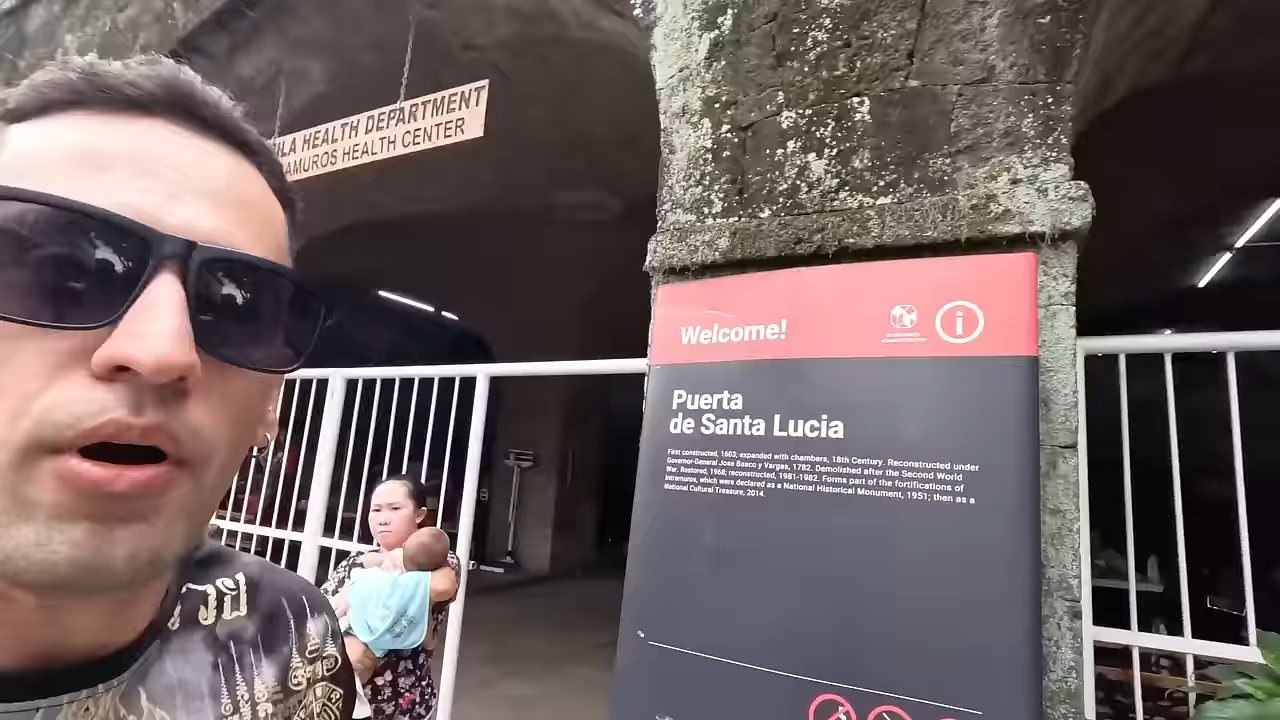 ILA HEALTH DEPARTMENT
AMUROS HEALTH CENTER
Welcome!
i
Puerta
de Santa Lucia
First constructed, 1603; expanded with chambers, 18th Century. Reconstructed under
Governor-General Jose Basco y Vargas, 1782. Demolished after the Second World
War. Restored, 1968; reconstructed, 1981-1982. Forms part of the fortifications of
Intramuros, which were declared as a National Historical Monument, 1951; then as a
National Cultural Treasure, 2014.